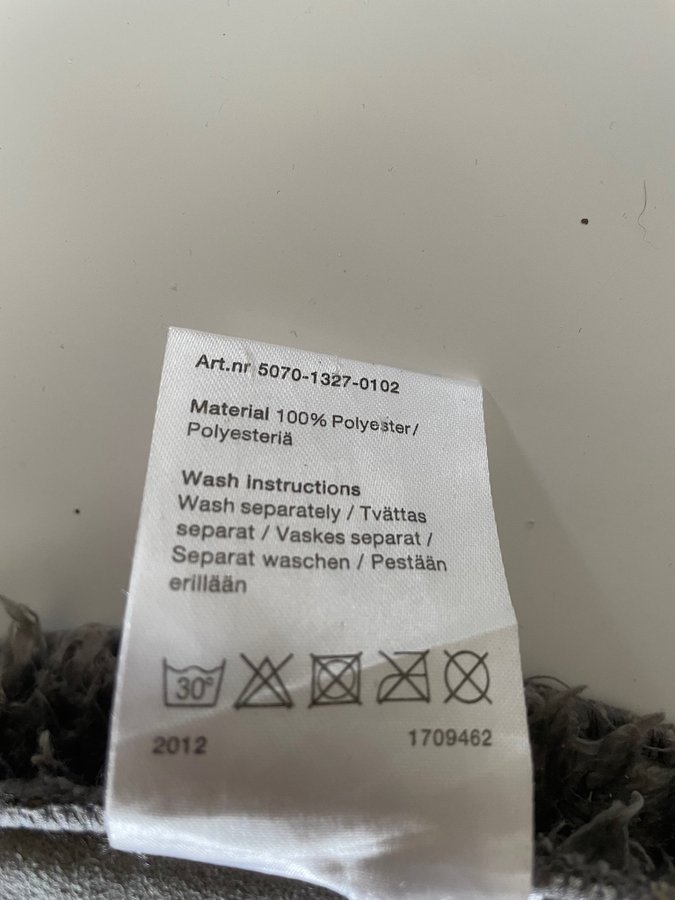 Art.nr 5070-1327-0102
Material 100% Polyester/
Polyesteriä
Wash instructions
Wash separately / Tvättas
separat / Vaskes separat /
Separat waschen / Pestään
erillään
30°
2012 1709462